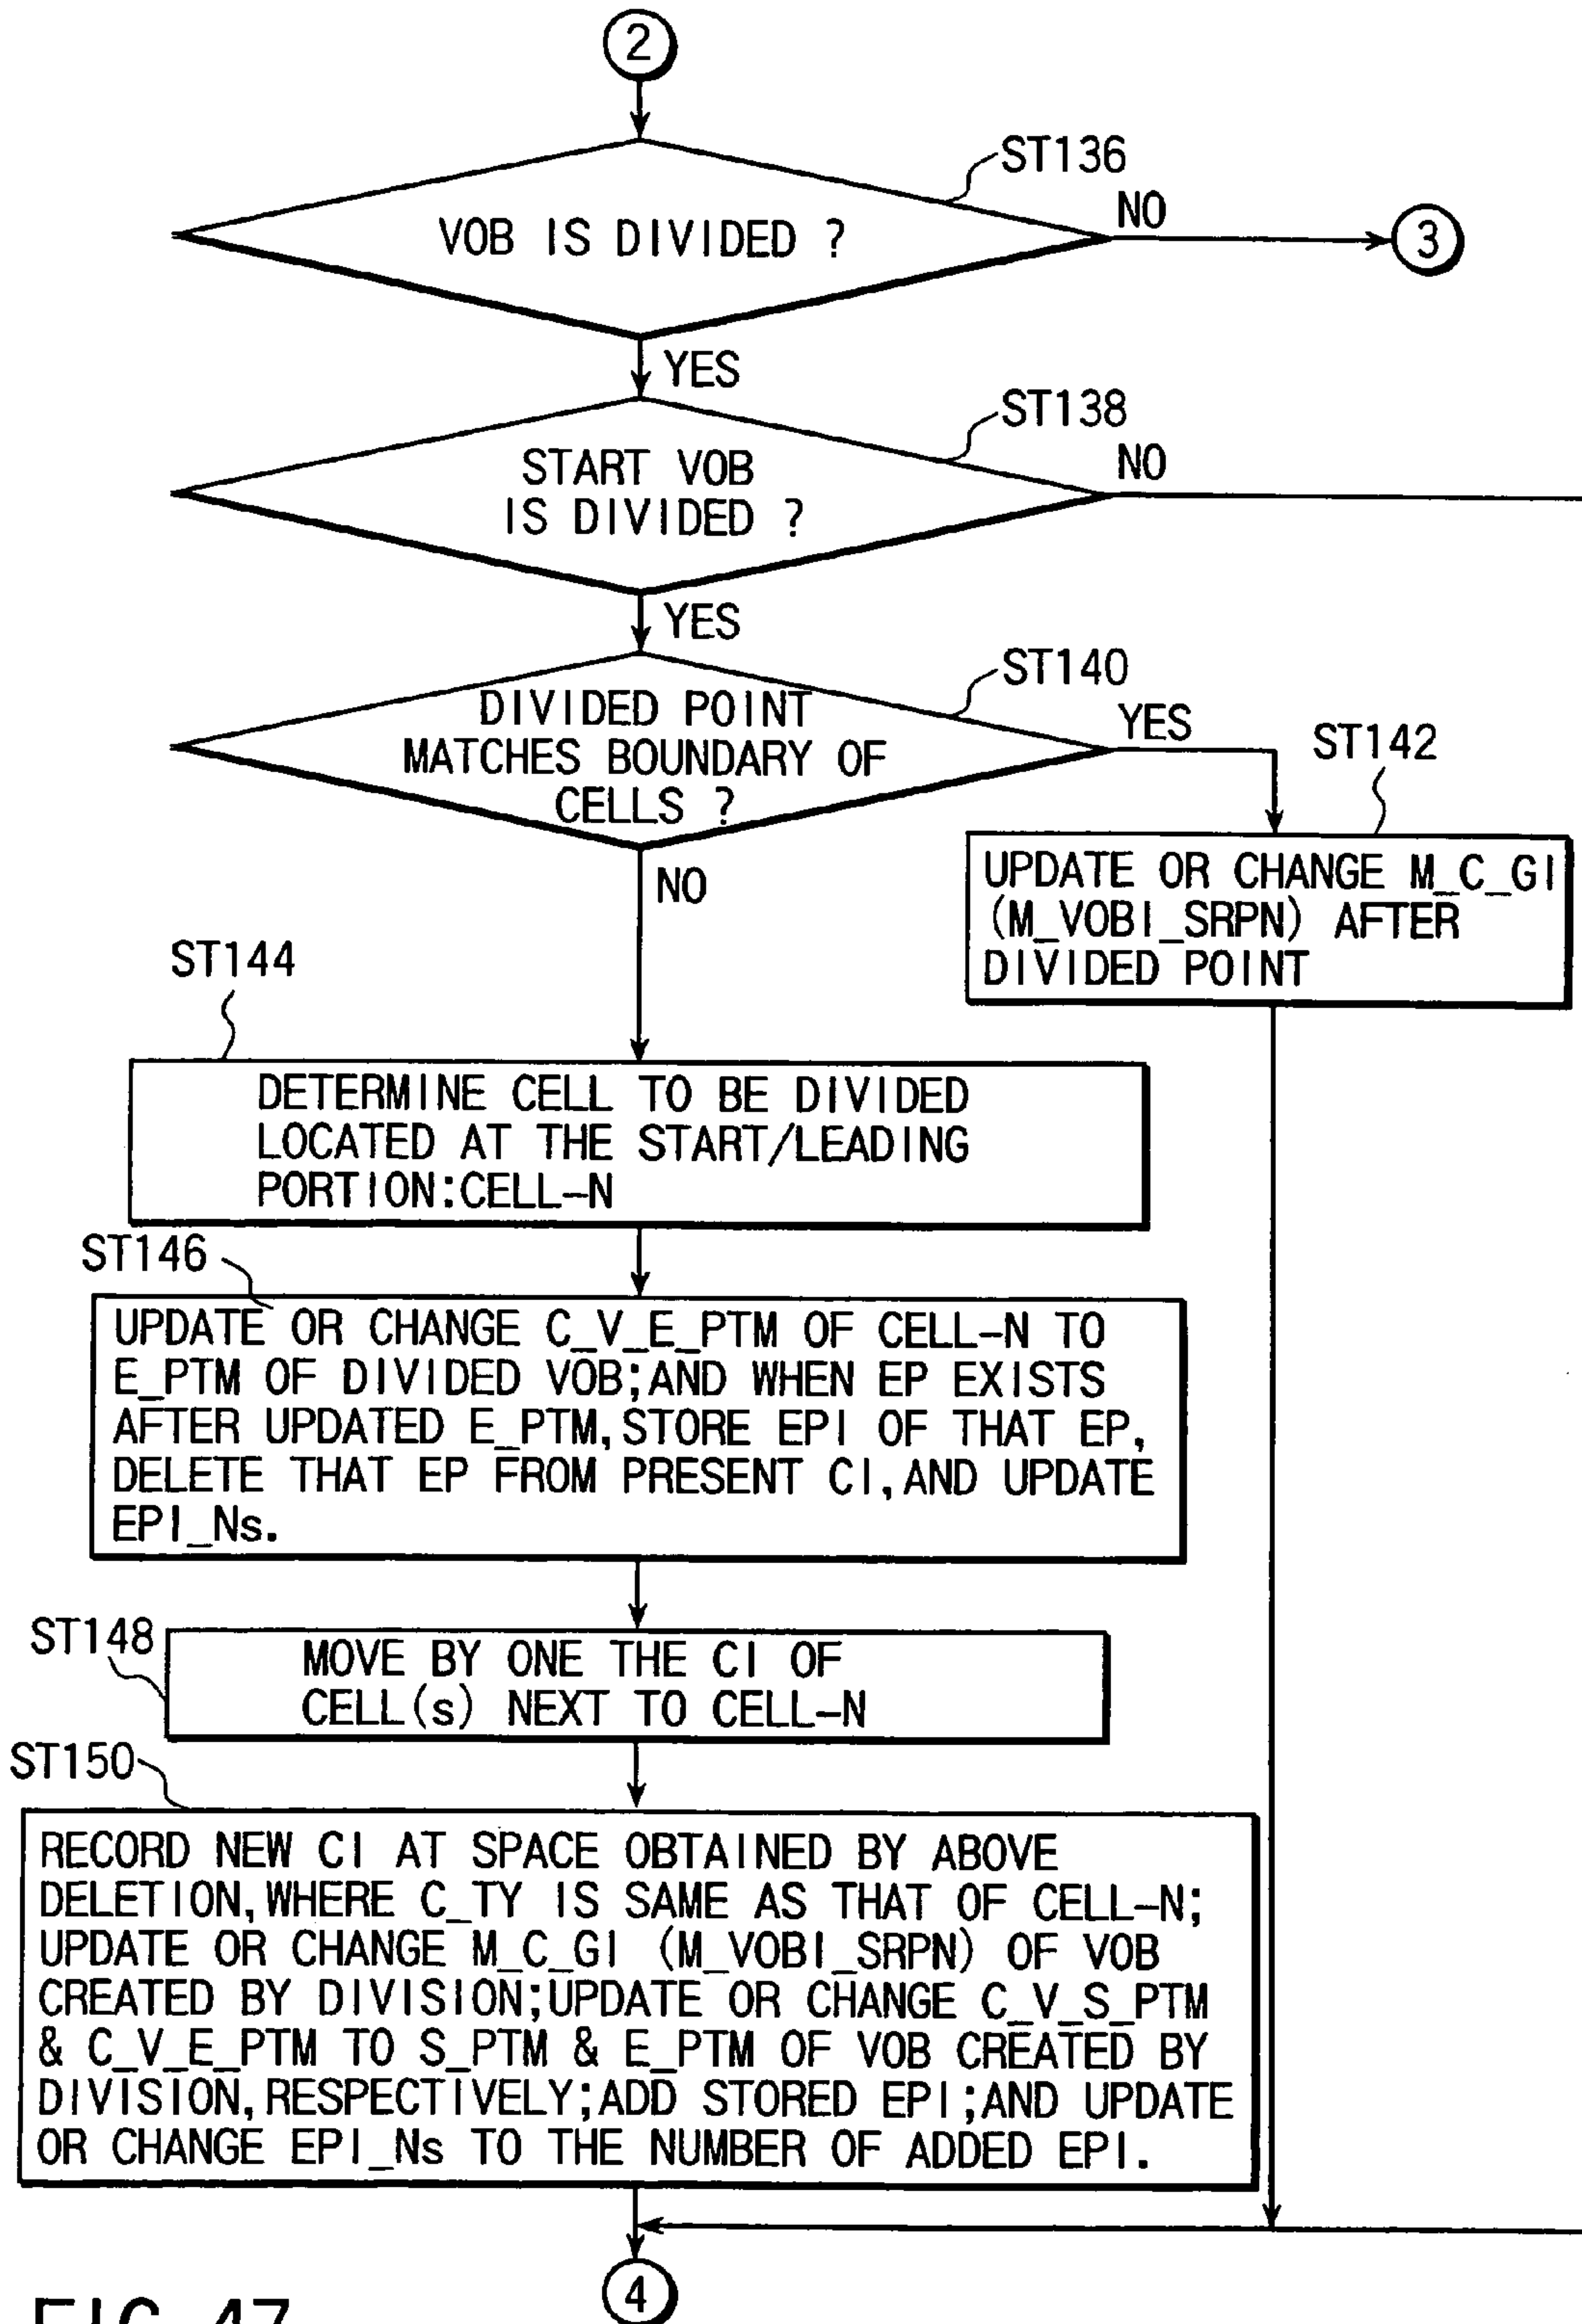 2
ST136
VOB IS DIVIDED ?
NO
3
YES
ST138
START VOB
IS DIVIDED ?
NO
YES
ST140
DIVIDED POINT
MATCHES BOUNDARY OF
CELLS ?
YES
ST142
NO
UPDATE OR CHANGE M_C_GI
(M_VOBI_SRPN) AFTER
DIVIDED POINT
ST144
DETERMINE CELL TO BE DIVIDED
LOCATED AT THE START/LEADING
PORTION:CELL-N
ST146
UPDATE OR CHANGE C_V_E_PTM OF CELL-N TO
E_PTM OF DIVIDED VOB;AND WHEN EP EXISTS
AFTER UPDATED E_PTM,STORE EPI OF THAT EP,
DELETE THAT EP FROM PRESENT CI,AND UPDATE
EPI_Ns.
ST148
MOVE BY ONE THE CI OF
CELL(s) NEXT TO CELL-N
ST150
RECORD NEW CI AT SPACE OBTAINED BY ABOVE
DELETION,WHERE C_TY IS SAME AS THAT OF CELL-N;
UPDATE OR CHANGE M_C_GI (M_VOBI_SRPN) OF VOB
CREATED BY DIVISION;UPDATE OR CHANGE C_V_S_PTM
& C_V_E_PTM TO S_PTM & E_PTM OF VOB CREATED BY
DIVISION,RESPECTIVELY;ADD STORED EPI;AND UPDATE
OR CHANGE EPI_Ns TO THE NUMBER OF ADDED EPI.
4
FIG. 47